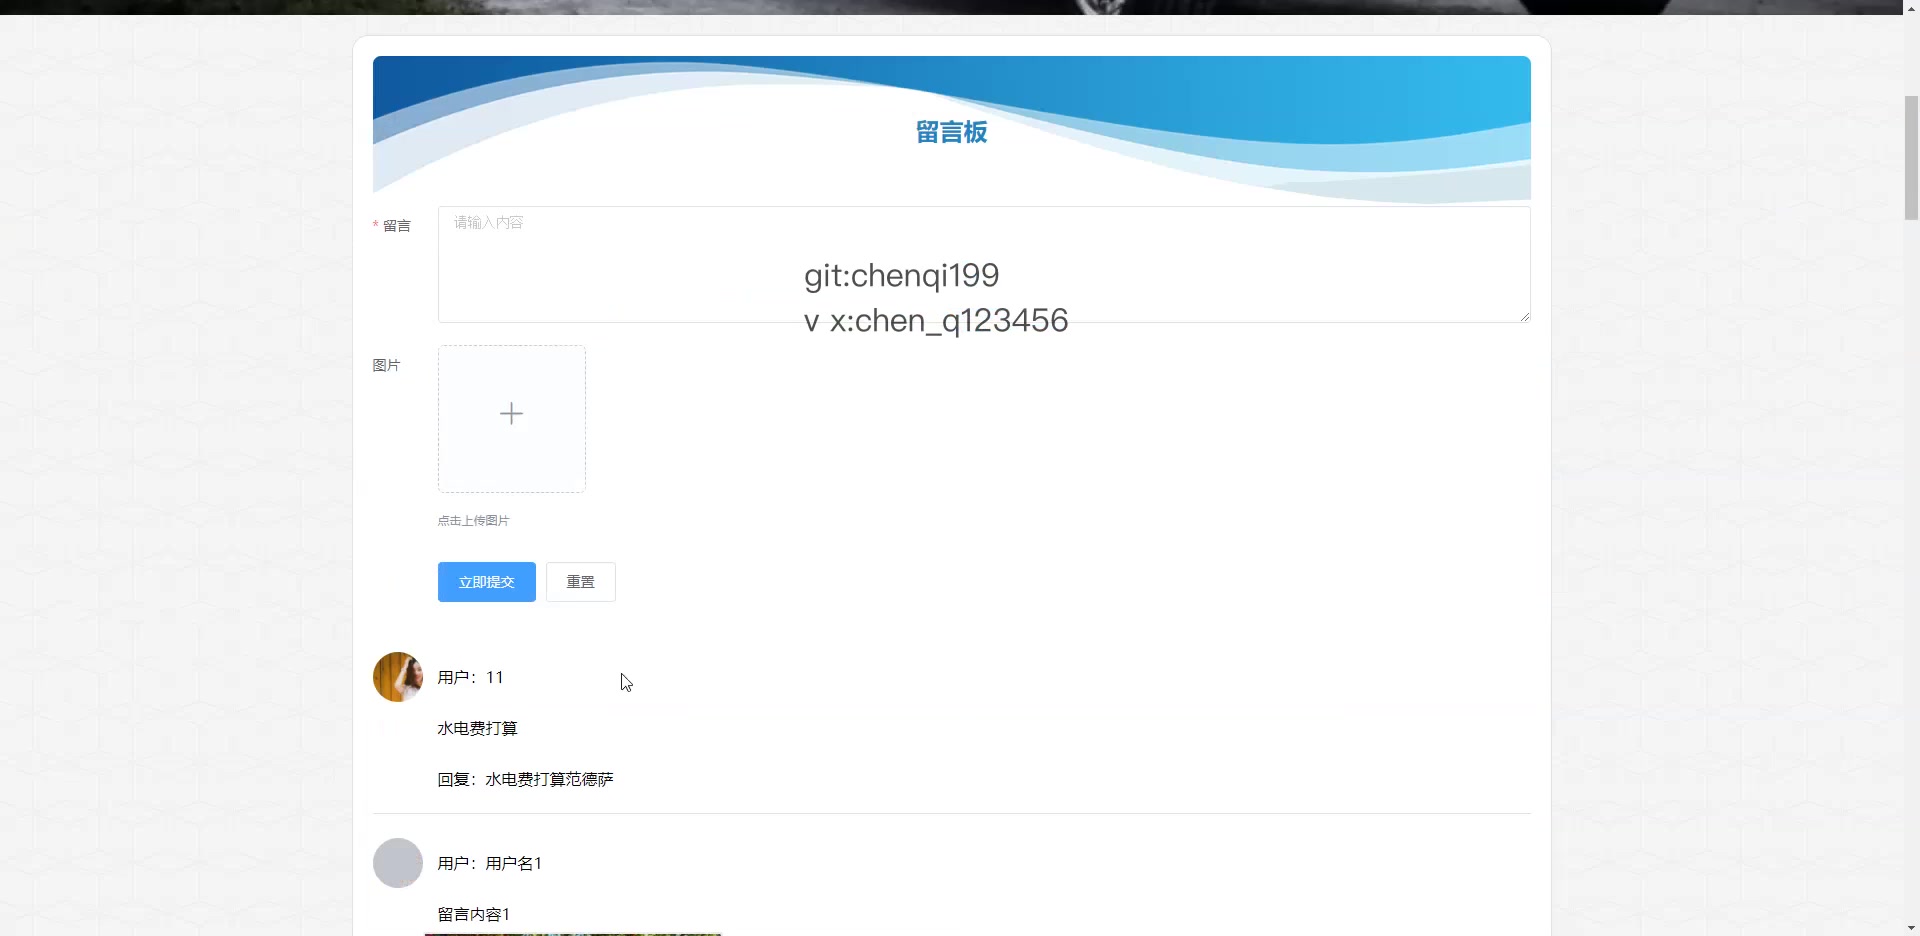 留言板
* 留言
请输入内容
git:chenqi199
v x:chen_q123456
图片
点击上传图片
立即提交
重置
用户：11
水电费打算
回复：水电费打算范德萨
用户：用户名1
留言内容1